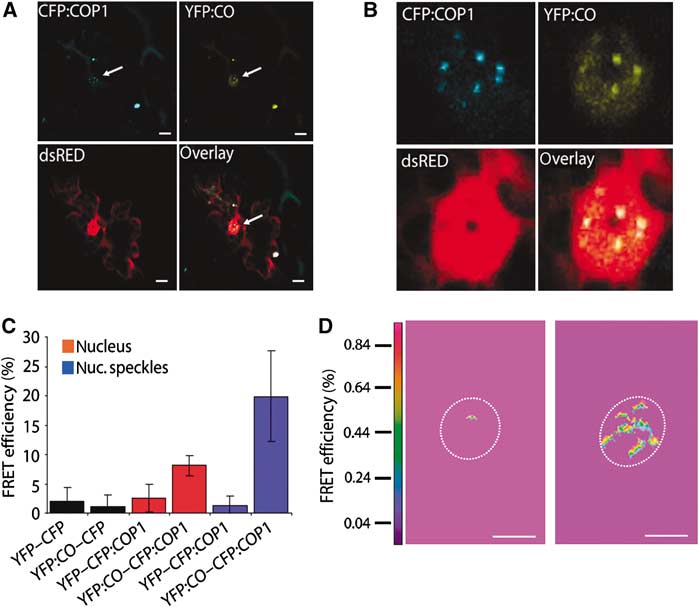 A
CFP:COP1
YFP:CO
dsRED
Overlay
B
CFP:COP1
YFP:CO
dsRED
Overlay
C
FRET efficiency (%)
30
25
20
15
10
5
0
Nucleus
Nuc. speckles
YFP–CFP
YFP:CO–CFP
YFP–CFP:COP1
YFP:CO–CFP:COP1
YFP–CFP:COP1
YFP:CO–CFP:COP1
D
FRET efficiency (%)
0.84
0.64
0.44
0.24
0.04